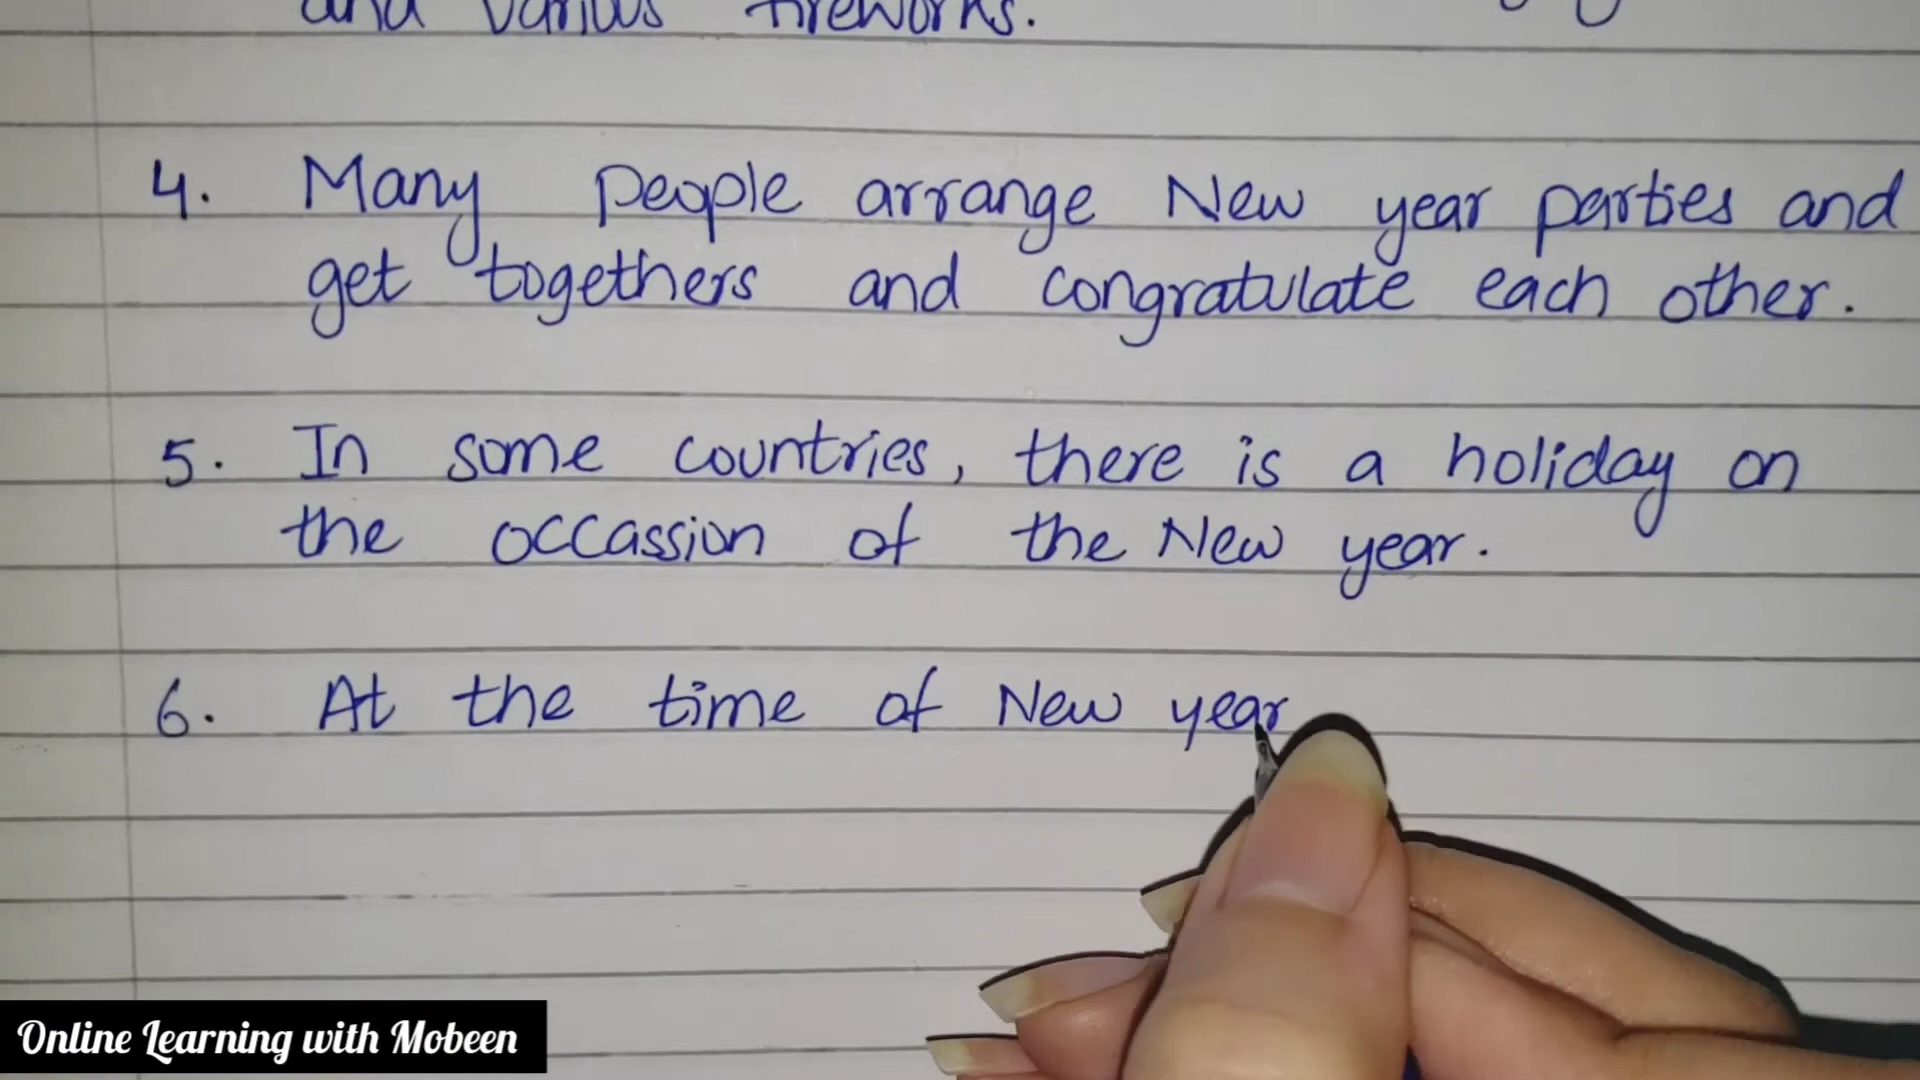 and various fireworks.
4. Many people arrange New year parties and
get togethers and congratulate each other.
5. In some countries, there is a holiday on
the occassion of the New year.
6. At the time of New year
Online Learning with Mobeen